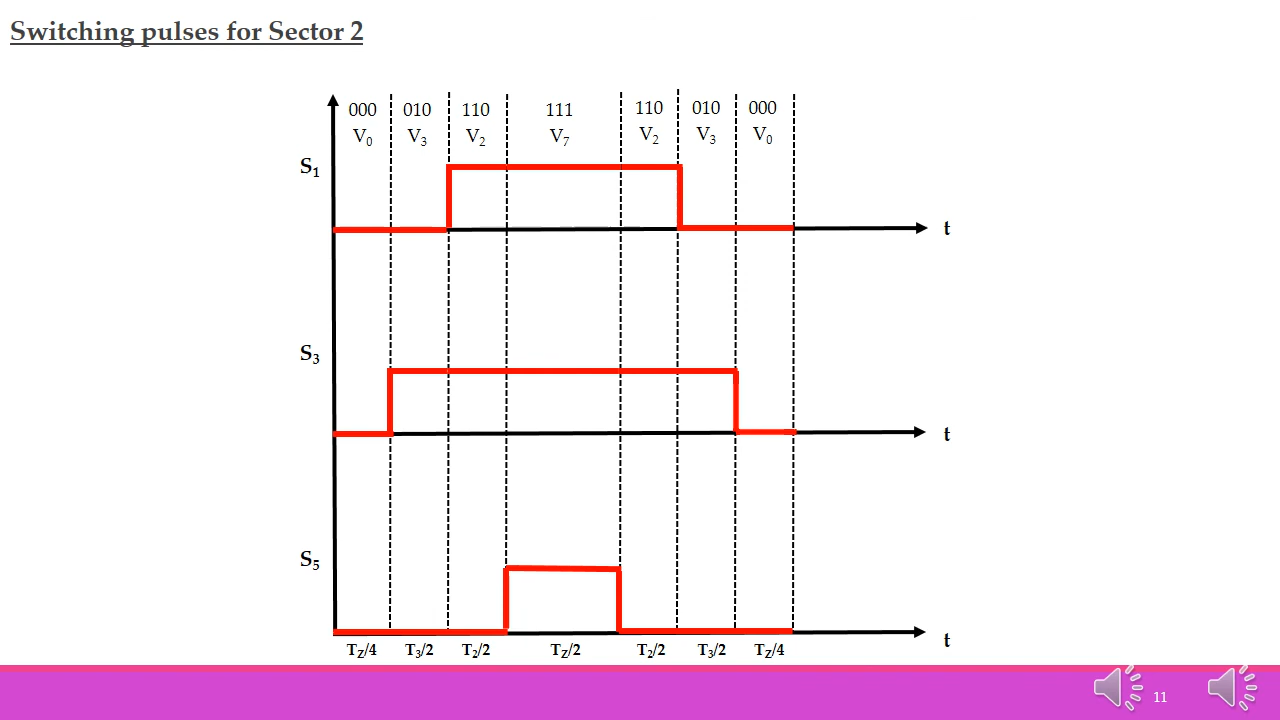 Switching pulses for Sector 2
000 010 110 111 110 010 000
V0 V3 V2 V7 V2 V3 V0
S1
t
S3
t
S5
t
TZ/4 T3/2 T2/2 TZ/2 T2/2 T3/2 TZ/4
11